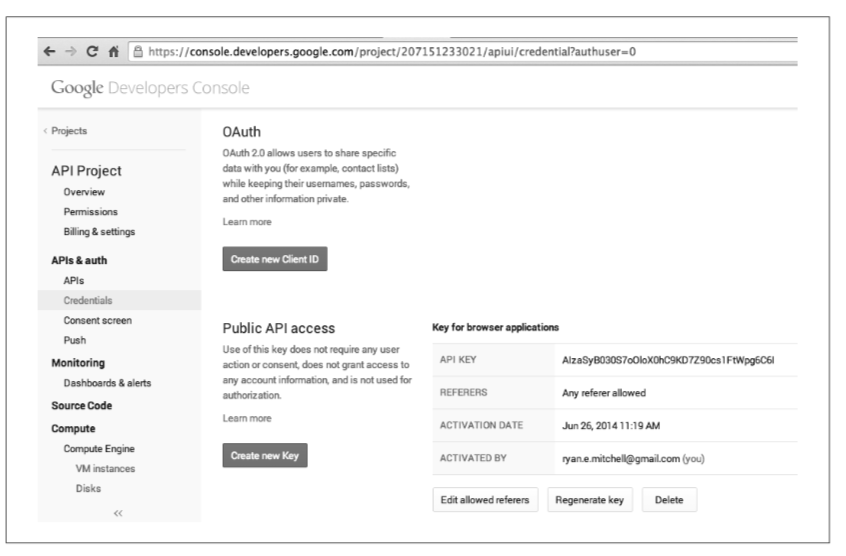 https://console.developers.google.com/project/207151233021/apiui/credential?authuser=0
Google Developers Console
< Projects
API Project
Overview
Permissions
Billing & settings
APIs & auth
APIs
Credentials
Consent screen
Push
Monitoring
Dashboards & alerts
Source Code
Compute
Compute Engine
VM instances
Disks
<<
OAuth
OAuth 2.0 allows users to share specific
data with you (for example, contact lists)
while keeping their usernames, passwords,
and other information private.
Learn more
Create new Client ID
Public API access
Use of this key does not require any user
action or consent, does not grant access to
any account information, and is not used for
authorization.
Learn more
Create new Key
Key for browser applications
API KEY
REFERERS Any referer allowed
ACTIVATION DATE Jun 26, 2014 11:19 AM
ACTIVATED BY ryan.e.mitchell@gmail.com (you)
Edit allowed referers Regenerate key Delete